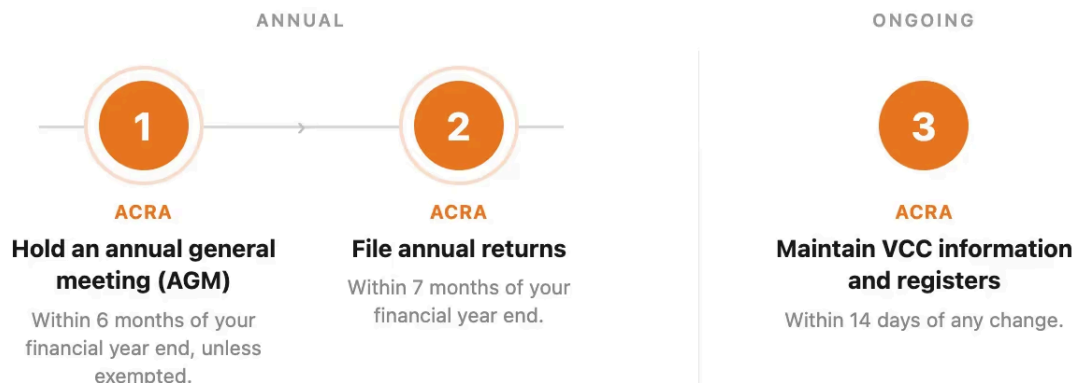 ANNUAL
ONGOING
1
2
3
ACRA
Hold an annual general
meeting (AGM)
Within 6 months of your
financial year end, unless
exempted.
ACRA
File annual returns
Within 7 months of your
financial year end.
ACRA
Maintain VCC information
and registers
Within 14 days of any change.